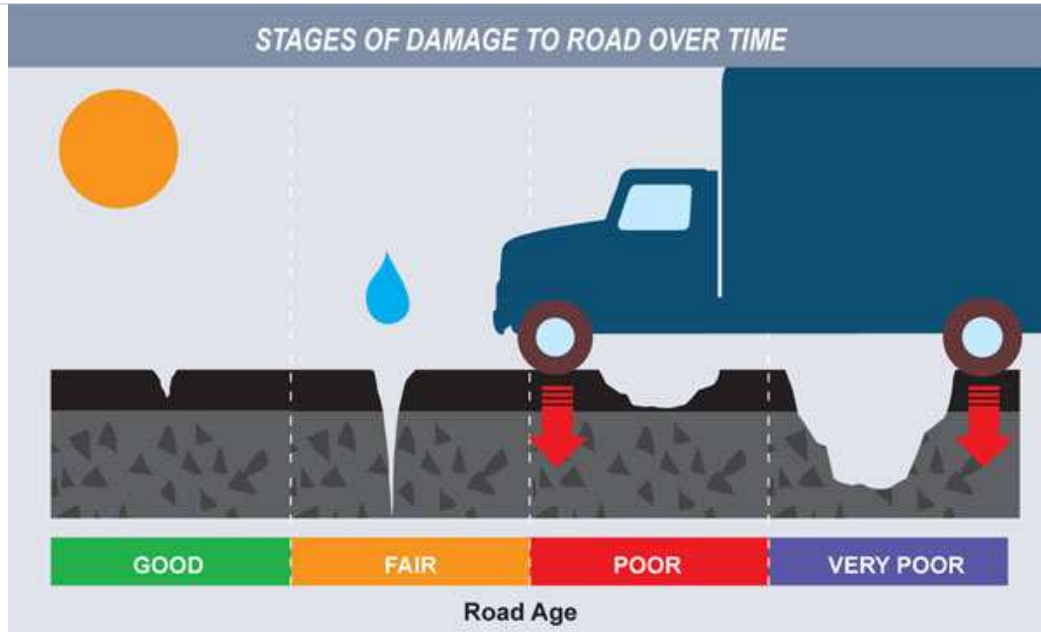 STAGES OF DAMAGE TO ROAD OVER TIME
GOOD
FAIR
POOR
VERY POOR
Road Age